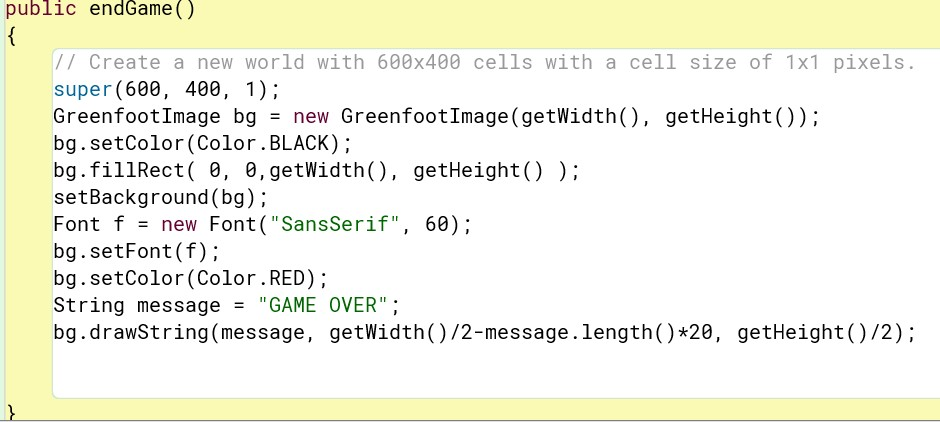 public endGame()
{
// Create a new world with 600x400 cells with a cell size of 1x1 pixels.
super(600, 400, 1);
GreenfootImage bg = new GreenfootImage(getWidth(), getHeight());
bg.setColor(Color.BLACK);
bg.fillRect( 0, 0,getWidth(), getHeight() );
setBackground(bg);
Font f = new Font("SansSerif", 60);
bg.setFont(f);
bg.setColor(Color.RED);
String message = "GAME OVER";
bg.drawString(message, getWidth()/2-message.length()*20, getHeight()/2);
}